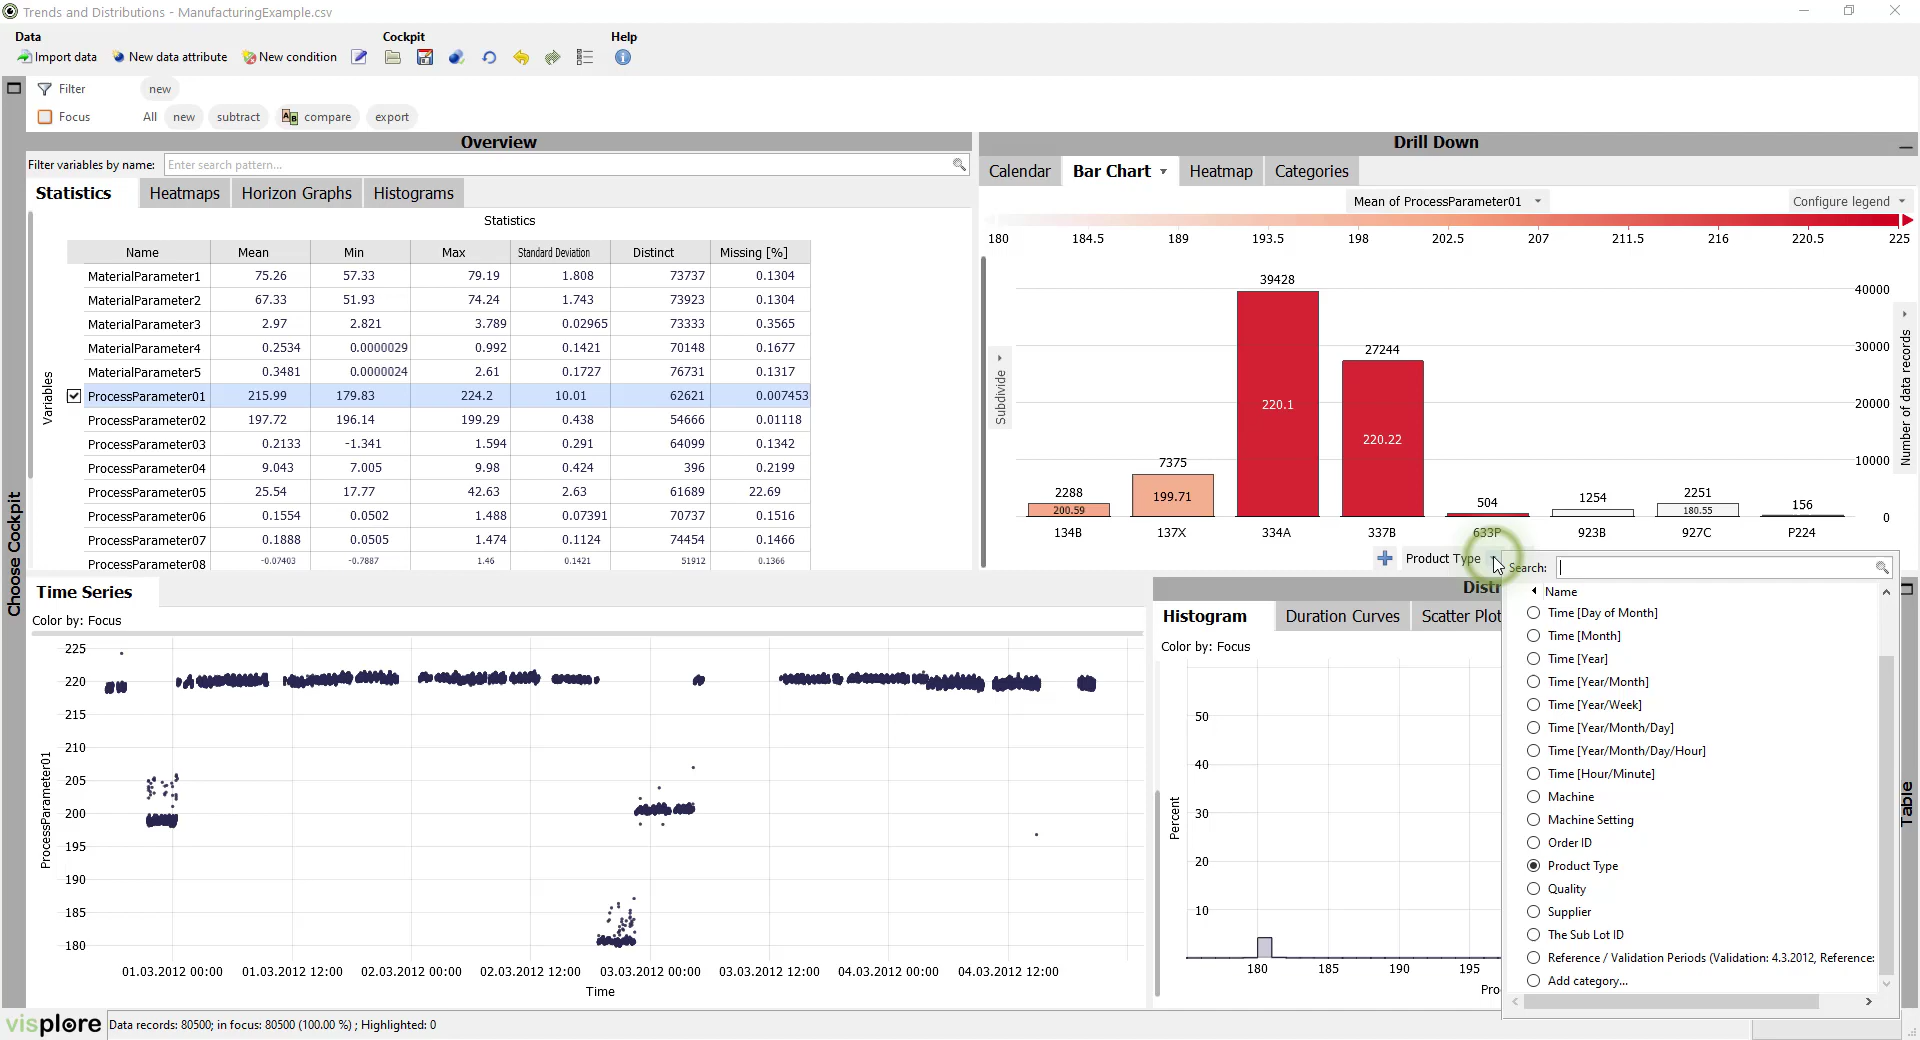 Trends and Distributions - ManufacturingExample.csv
Data
Cockpit
Help
Import data
New data attribute
New condition
Filter
new
Focus
All
new
subtract
compare
export
Overview
Filter variables by name:
Enter search pattern...
Statistics
Heatmaps
Horizon Graphs
Histograms
Statistics
Name Mean Min Max Standard Deviation Distinct Missing [%]
MaterialParameter1 75.26 57.33 79.19 1.808 73737 0.1304
MaterialParameter2 67.33 51.93 74.24 1.743 73923 0.1304
MaterialParameter3 2.97 2.821 3.789 0.02965 73333 0.3565
MaterialParameter4 0.2534 0.0000029 0.992 0.1421 70148 0.1677
MaterialParameter5 0.3481 0.0000024 2.61 0.1727 76731 0.1317
ProcessParameter01 215.99 179.83 224.2 10.01 62621 0.007453
ProcessParameter02 197.72 196.14 199.29 0.438 54666 0.01118
ProcessParameter03 0.2133 -1.341 1.594 0.291 64099 0.1342
ProcessParameter04 9.043 7.005 9.98 0.424 396 0.2199
ProcessParameter05 25.54 17.77 42.63 2.63 61689 22.69
ProcessParameter06 0.1554 0.0502 1.488 0.07391 70737 0.1516
ProcessParameter07 0.1888 0.0505 1.474 0.1124 74454 0.1466
ProcessParameter08 -0.07403 -0.7887 1.46 0.1421 51912 0.1366
Variables
Choose Cockpit
Drill Down
Calendar
Bar Chart
Heatmap
Categories
Mean of ProcessParameter01
Configure legend
180 184.5 189 193.5 198 202.5 207 211.5 216 220.5 225
Subdivide
39428
40000
30000
27244
20000
220.1
220.22
7375
10000
199.71
2288
504
1254
2251
156
200.59
180.55
0
134B 137X 334A 337B 633P 923B 927C P224
Number of data records
Product Type
Search:
Name
Time [Day of Month]
Time [Month]
Time [Year]
Time [Year/Month]
Time [Year/Week]
Time [Year/Month/Day]
Time [Year/Month/Day/Hour]
Time [Hour/Minute]
Machine
Machine Setting
Order ID
Product Type
Quality
Supplier
The Sub Lot ID
Reference / Validation Periods (Validation: 4.3.2012, Reference:
Add category...
Table
Time Series
Color by: Focus
225
220
215
210
205
200
195
190
185
180
ProcessParameter01
01.03.2012 00:00 01.03.2012 12:00 02.03.2012 00:00 02.03.2012 12:00 03.03.2012 00:00 03.03.2012 12:00 04.03.2012 00:00 04.03.2012 12:00
Time
Distr
Histogram
Duration Curves
Scatter Plot
Color by: Focus
50
40
30
20
10
Percent
180 185 190 195
Proc
visplore
Data records: 80500; in focus: 80500 (100.00 %) ; Highlighted: 0